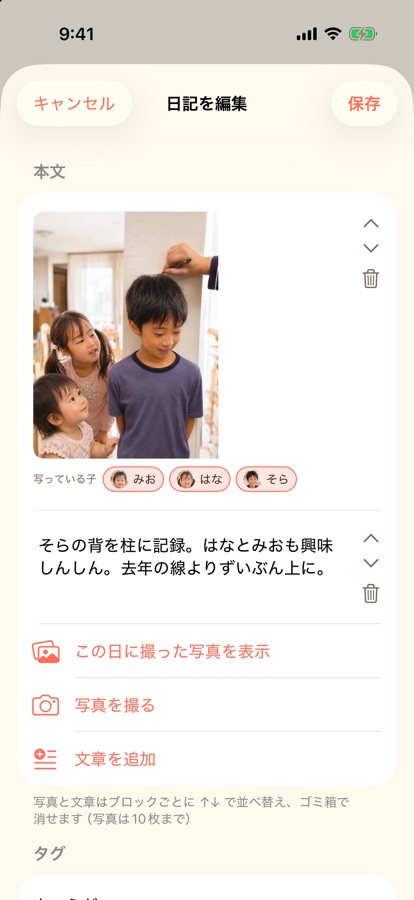 9:41
キャンセル
日記を編集
保存
本文
写っている子
みお
はな
そら
そらの背を柱に記録。はなとみおも興味
しんしん。去年の線よりずいぶん上に。
この日に撮った写真を表示
写真を撮る
文章を追加
写真と文章はブロックごとに ↑↓ で並べ替え、ゴミ箱で
消せます (写真は10枚まで)
タグ